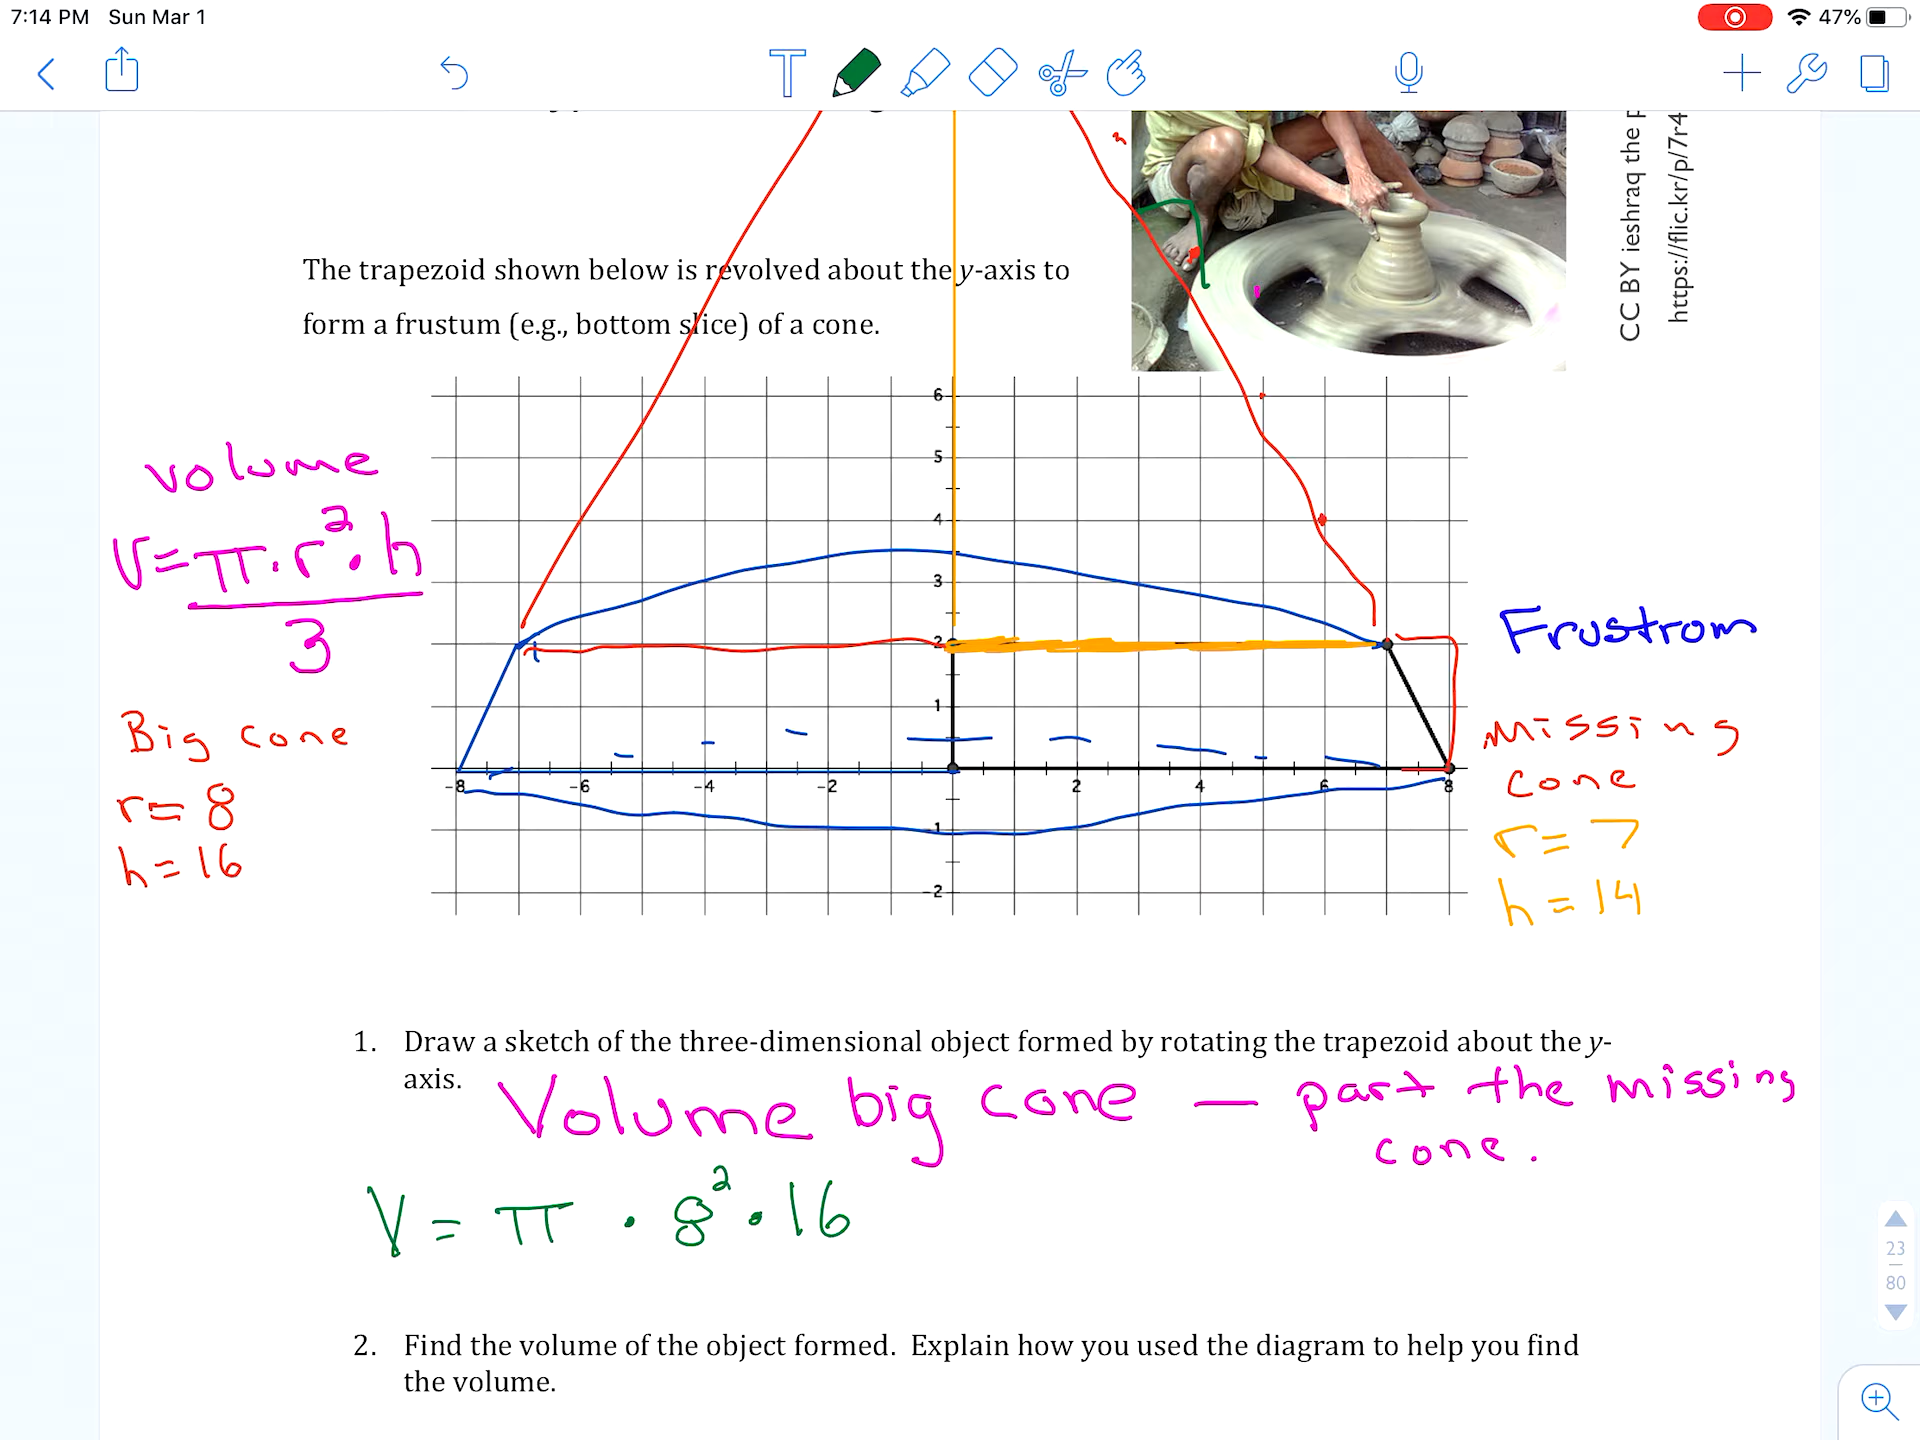 7:14 PM Sun Mar 1
47%
T
CC BY ieshraq the
https://flic.kr/p/7r4
The trapezoid shown below is revolved about the y-axis to
form a frustum (e.g., bottom slice) of a cone.
volume
V = π · r² · h
3
Big cone
r = 8
h = 16
6
5
4
3
2
1
-8 -6 -4 -2 2 4 6 8
-1
-2
Frustrom
Missing
cone
r = 7
h = 14
1. Draw a sketch of the three-dimensional object formed by rotating the trapezoid about the y-
axis.
Volume big cone — part the missing
cone.
V = π · 8² · 16
23
80
2. Find the volume of the object formed. Explain how you used the diagram to help you find
the volume.